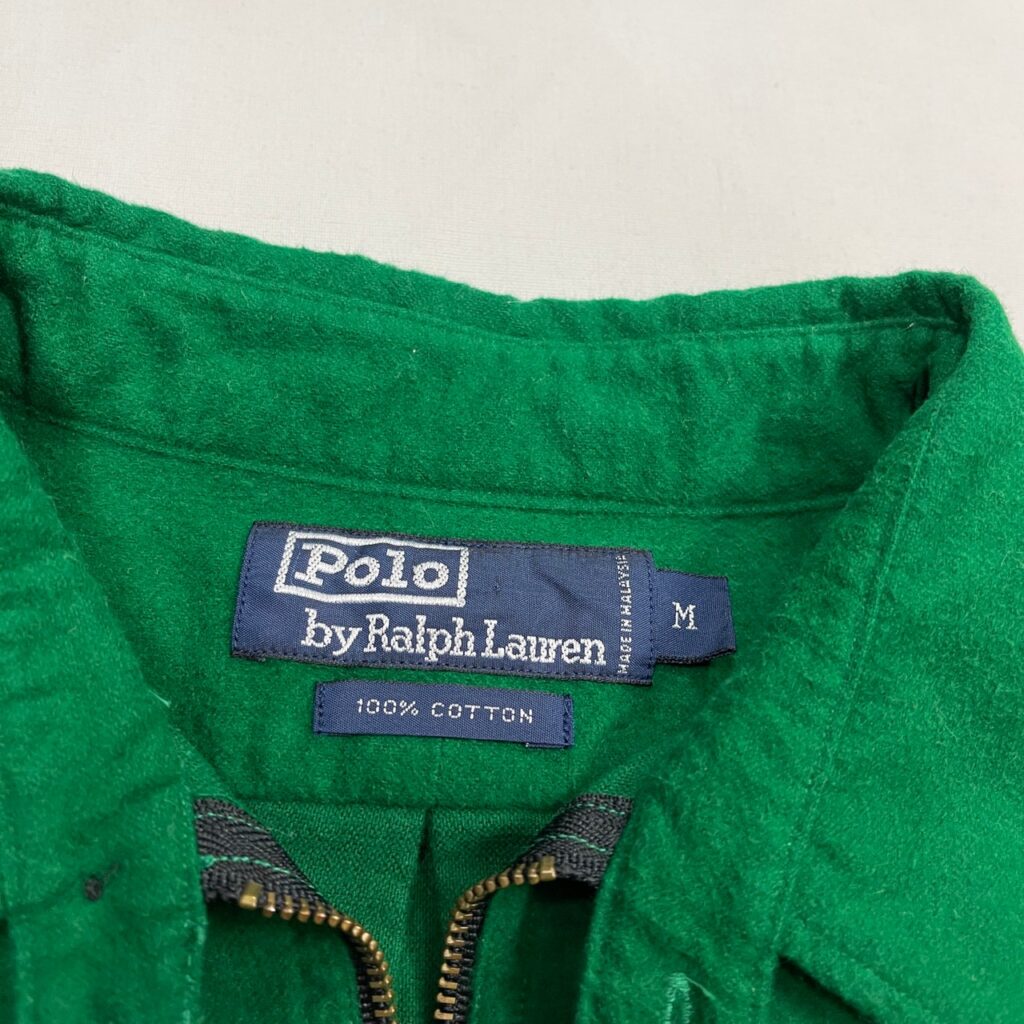 Polo
by Ralph Lauren
MADE IN MALAYSIA
M
100% COTTON